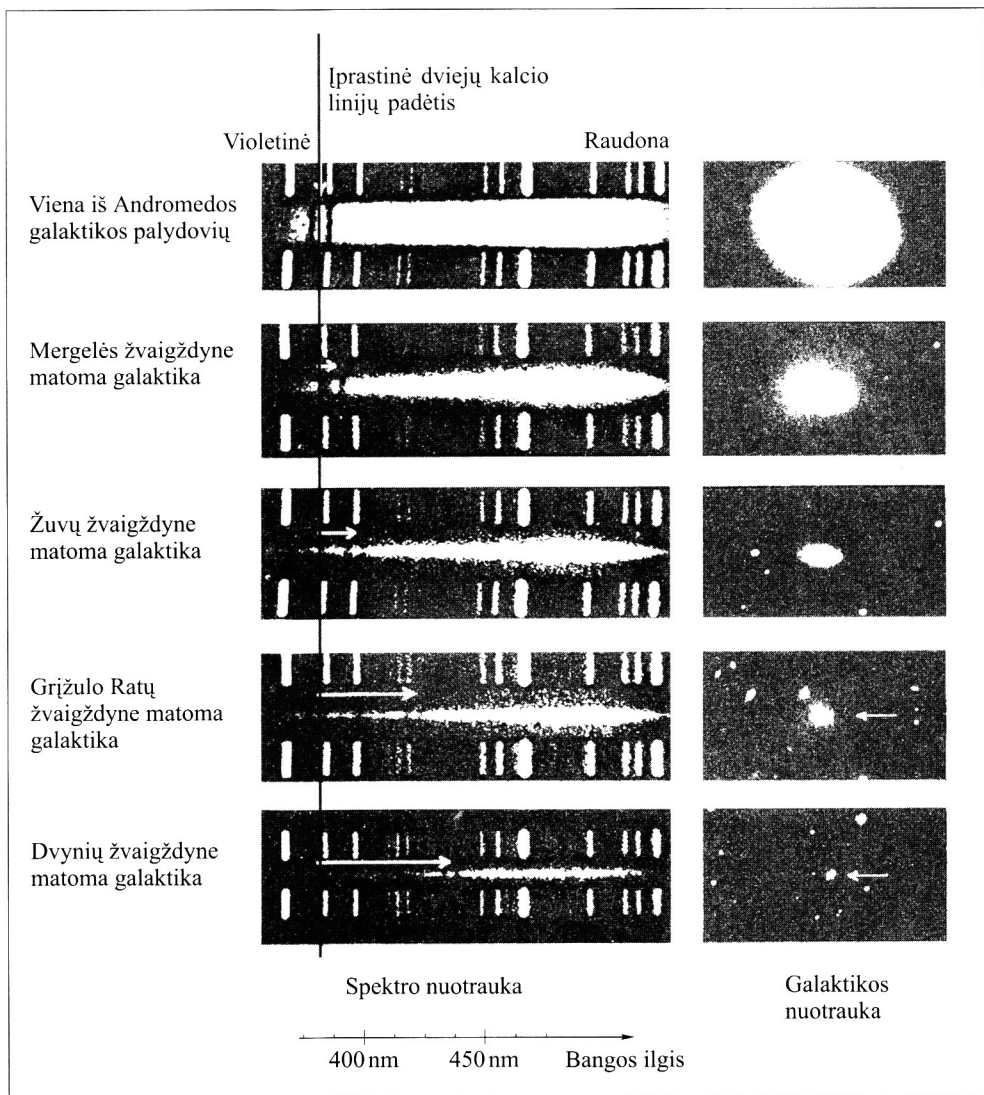 Įprastinė dviejų kalcio
linijų padėtis
Violetinė
Raudona
Viena iš Andromedos
galaktikos palydovių
Mergelės žvaigždyne
matoma galaktika
Žuvų žvaigždyne
matoma galaktika
Grįžulo Ratų
žvaigždyne matoma
galaktika
Dvynių žvaigždyne
matoma galaktika
Spektro nuotrauka
Galaktikos
nuotrauka
400 nm
450 nm
Bangos ilgis